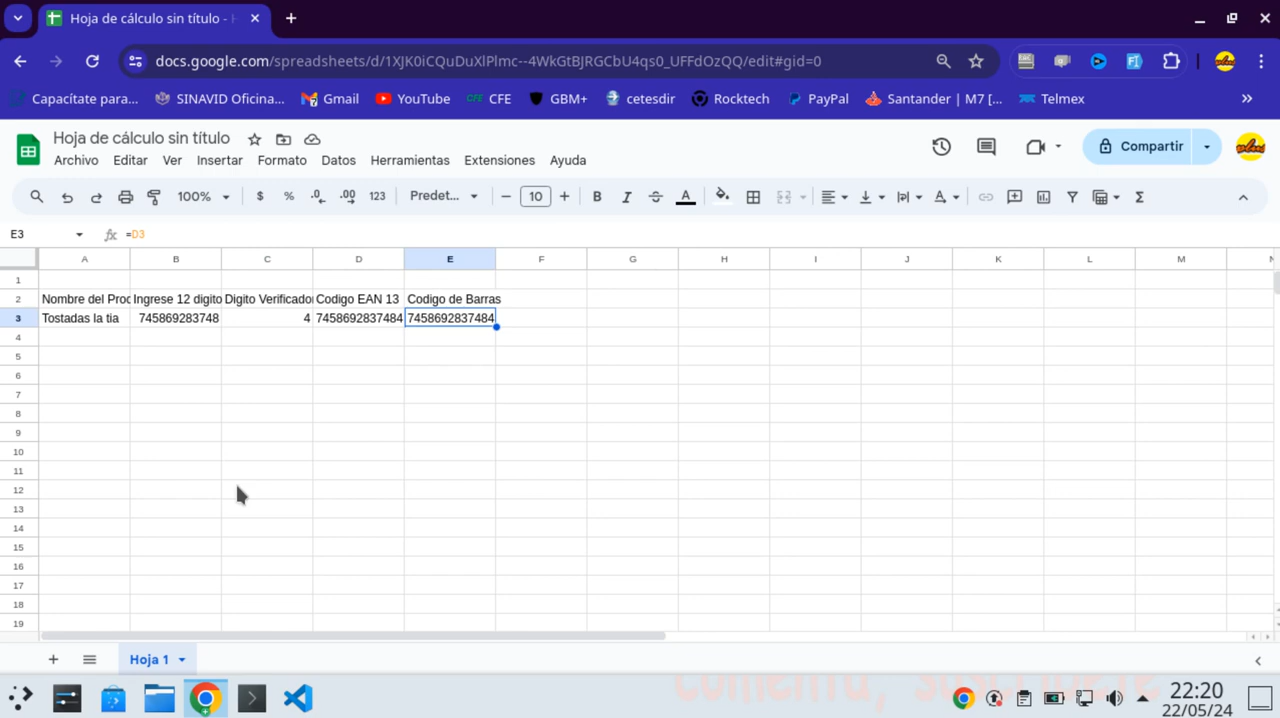 Hoja de cálculo sin título -
docs.google.com/spreadsheets/d/1XJK0iCQuDuXlPlmc--4WkGtBJRGCbU4qs0_UFFdOzQQ/edit#gid=0
Capacítate para... SINAVID Oficina... Gmail YouTube CFE CFE GBM+ cetesdir Rocktech PayPal Santander | M7 [... Telmex »
Hoja de cálculo sin título
Archivo Editar Ver Insertar Formato Datos Herramientas Extensiones Ayuda
Compartir
100% $ % .0 .00 123 Predet... − 10 + B I A Σ
E3 fx =D3
A B C D E F G H I J K L M N
1
2 Nombre del Proc Ingrese 12 digito Digito Verificador Codigo EAN 13 Codigo de Barras
3 Tostadas la tia 745869283748 4 7458692837484 7458692837484
4
5
6
7
8
9
10
11
12
13
14
15
16
17
18
19
Hoja 1
comenta, suscribete
22:20
22/05/24